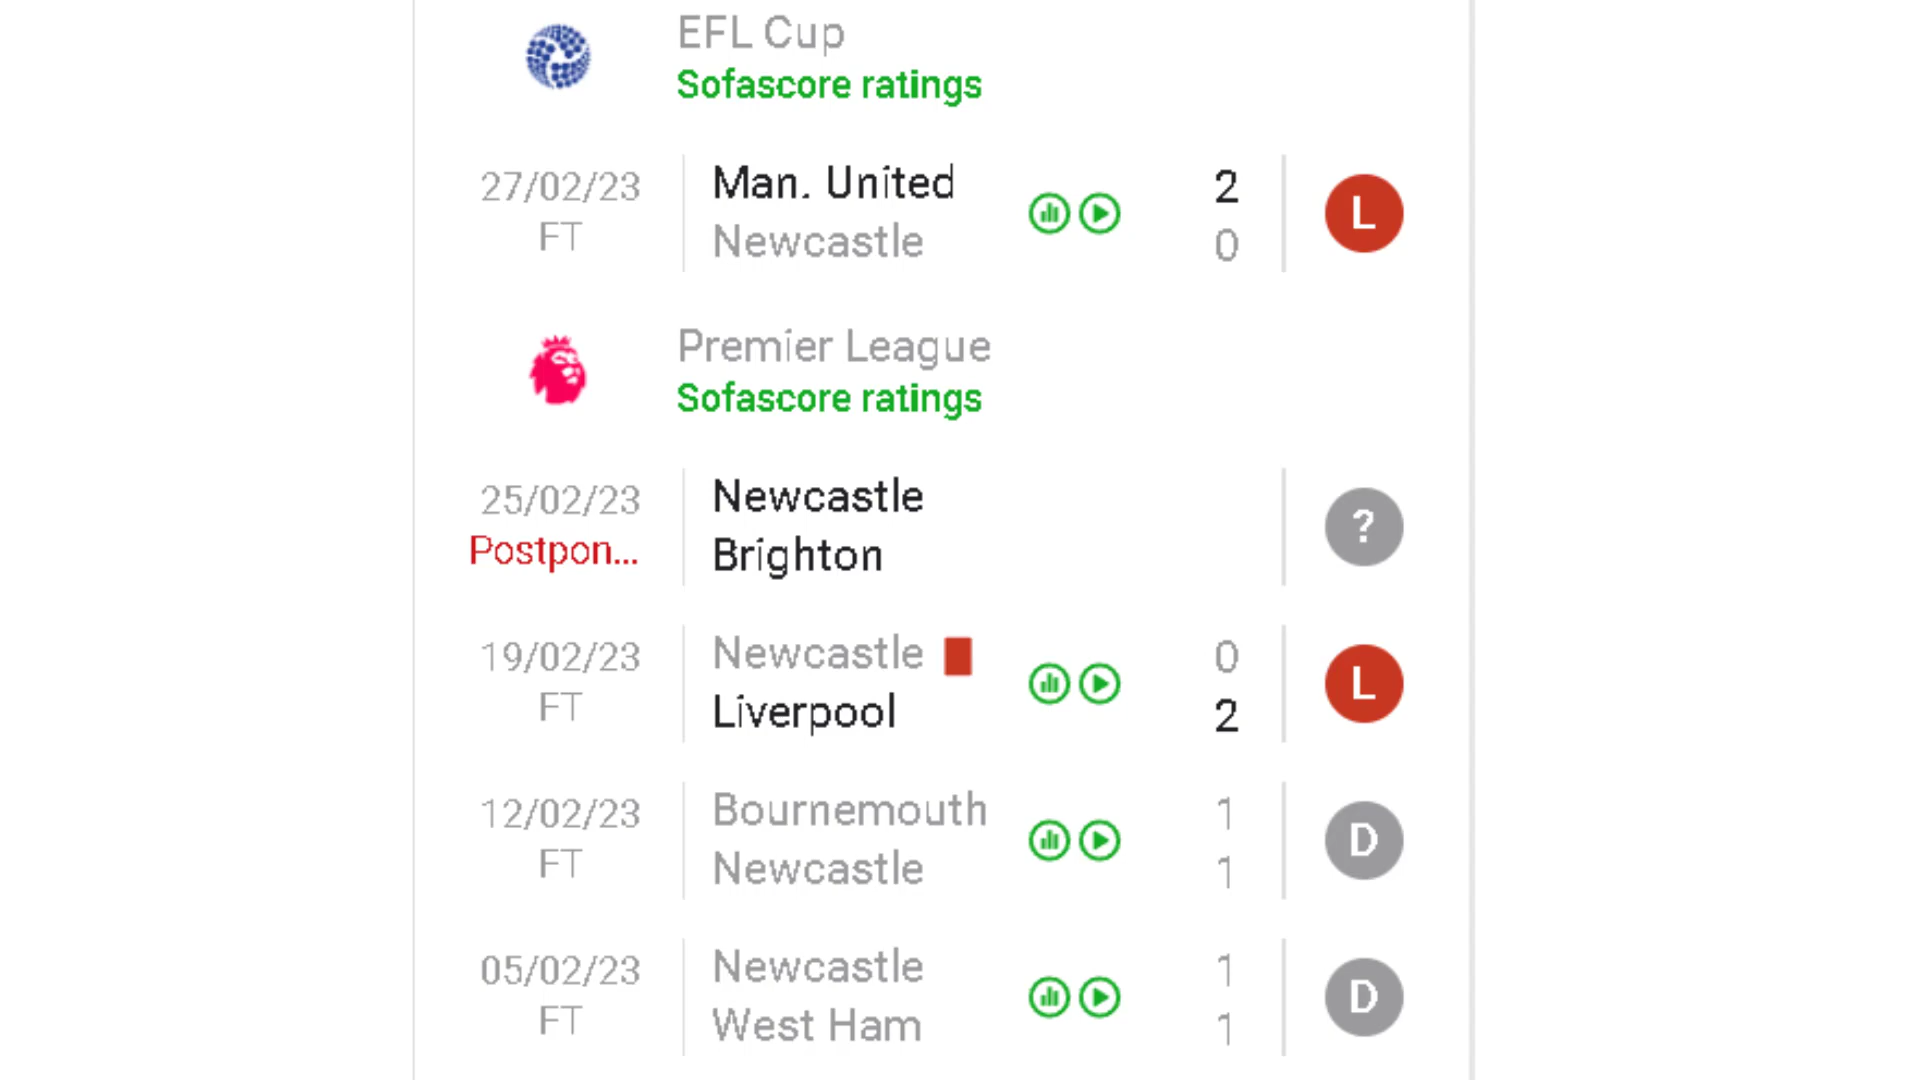 EFL Cup
Sofascore ratings
27/02/23
FT
Man. United
Newcastle
2
0
L
Premier League
Sofascore ratings
25/02/23
Postpon...
Newcastle
Brighton
?
19/02/23
FT
Newcastle
Liverpool
0
2
L
12/02/23
FT
Bournemouth
Newcastle
1
1
D
05/02/23
FT
Newcastle
West Ham
1
1
D